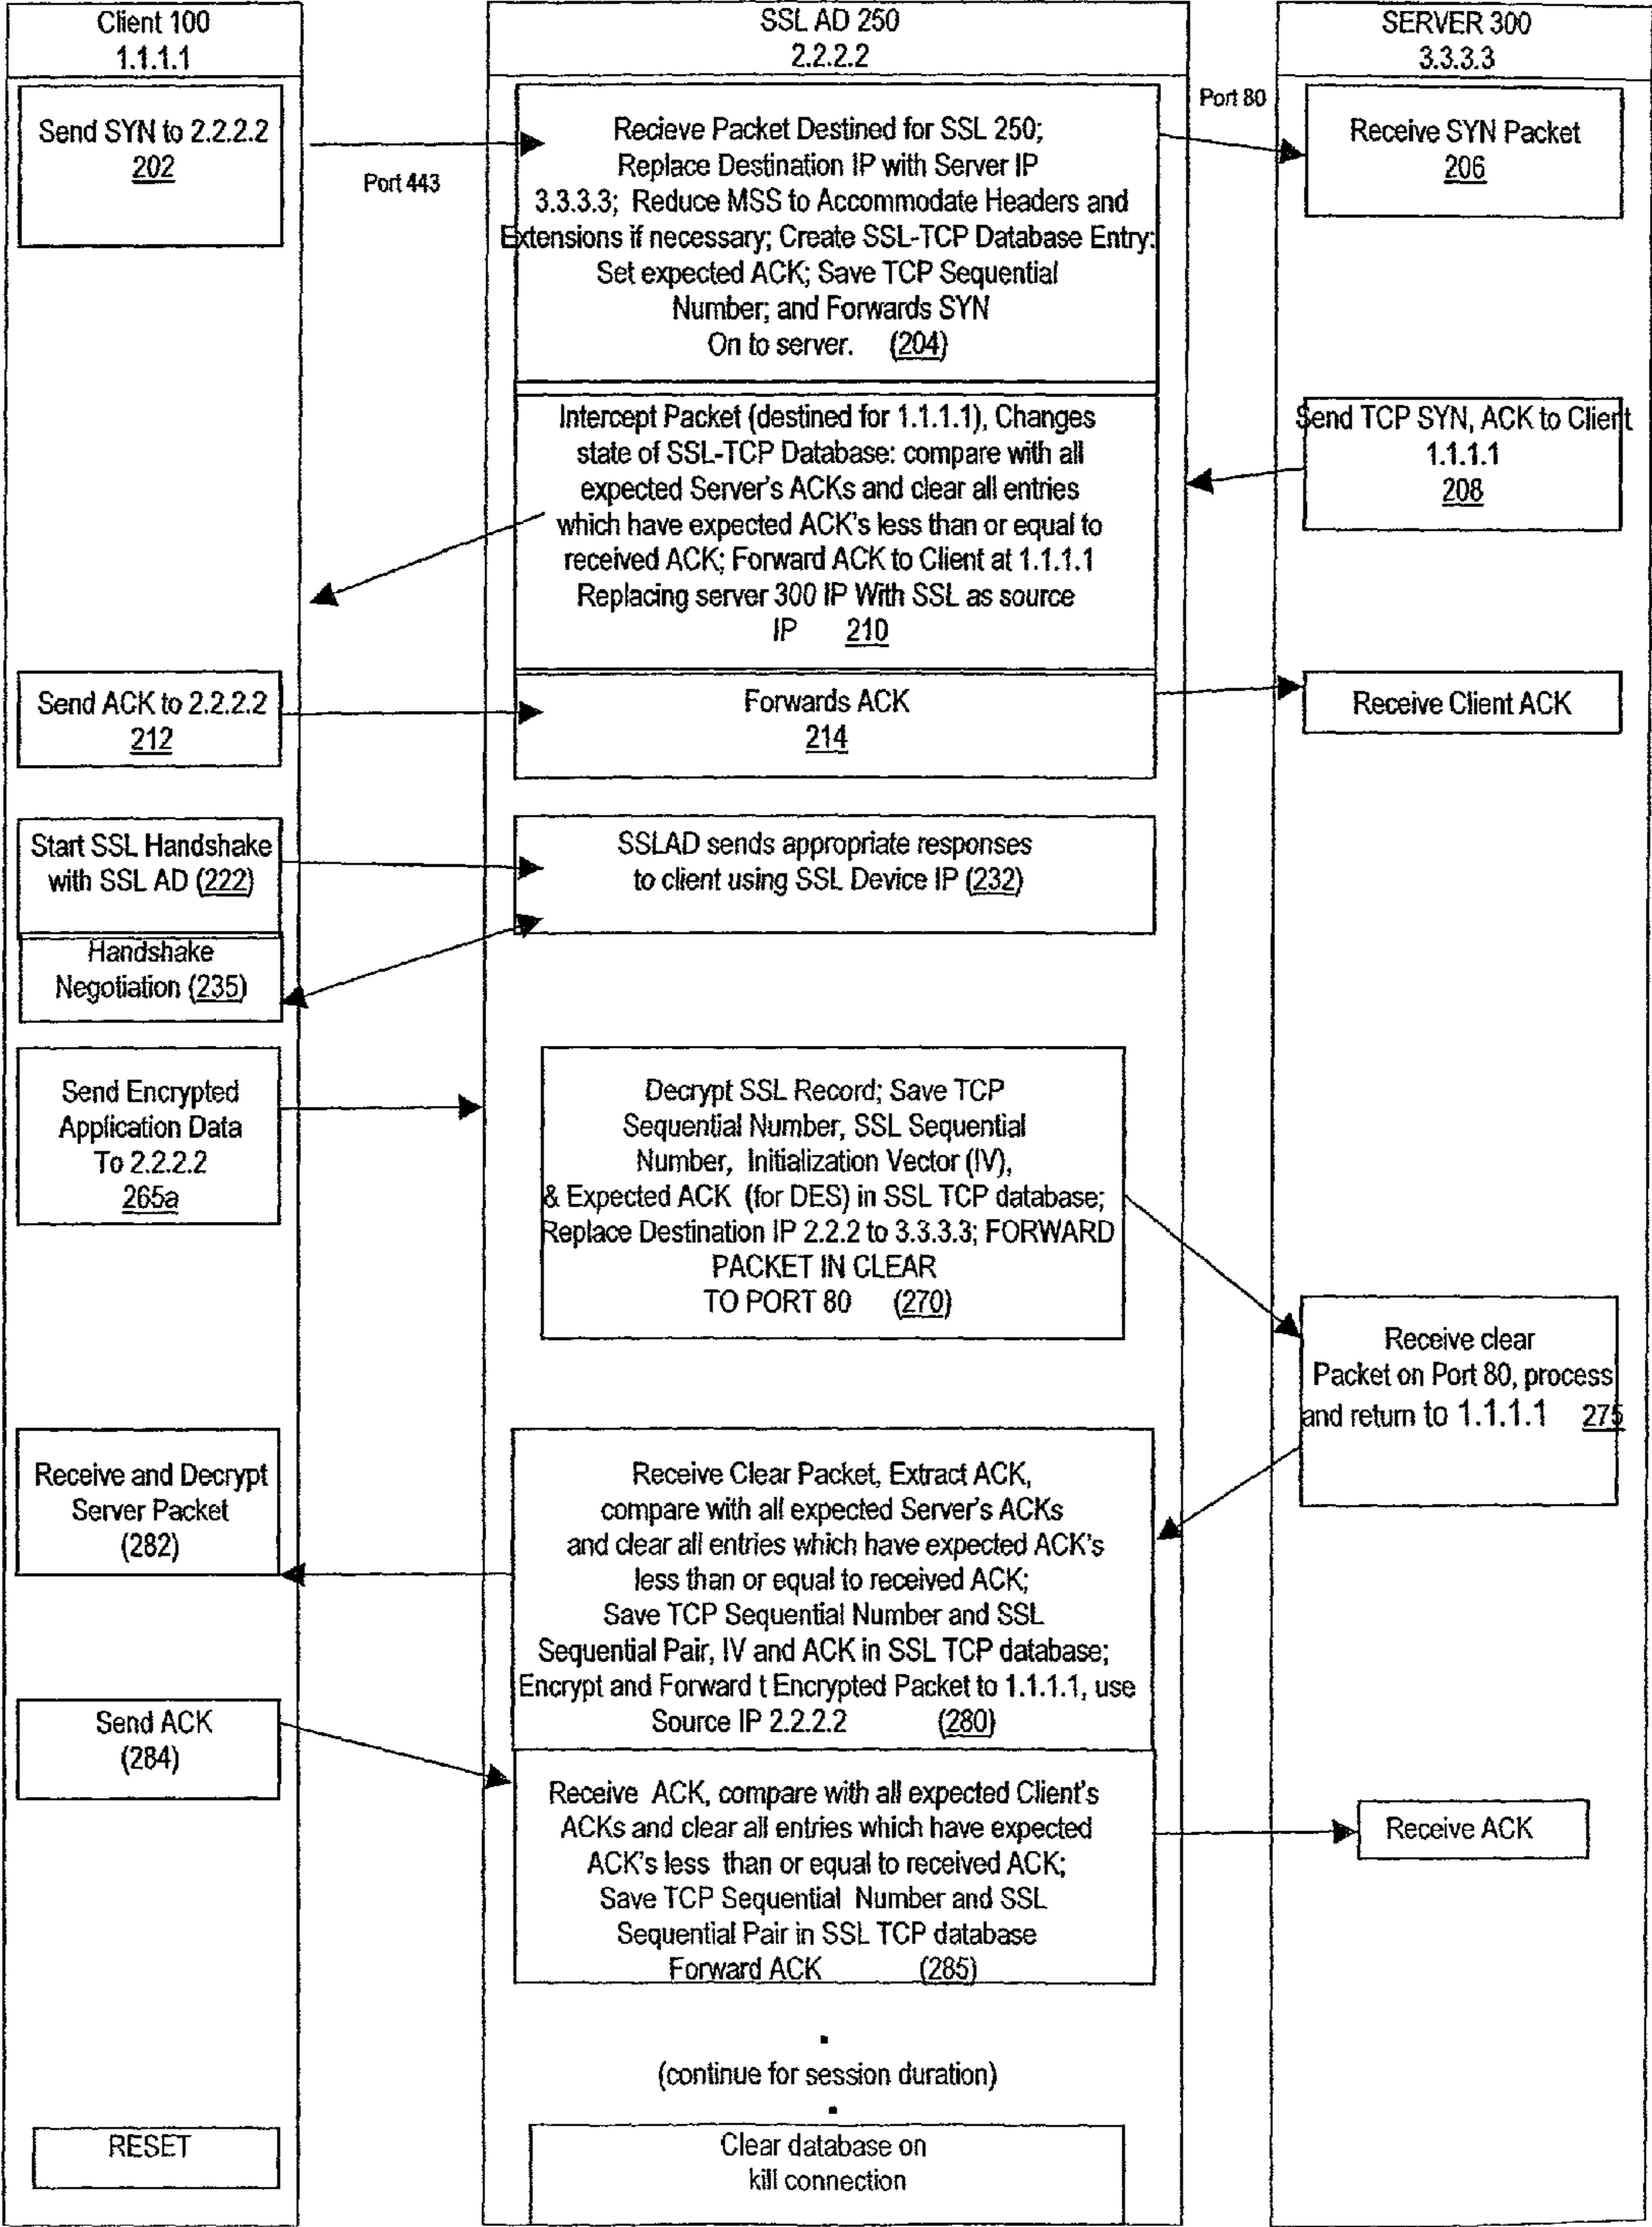 Client 100
1.1.1.1
SSL AD 250
2.2.2.2
SERVER 300
3.3.3.3
Send SYN to 2.2.2.2
202
Port 443
Recieve Packet Destined for SSL 250;
Replace Destination IP with Server IP
3.3.3.3; Reduce MSS to Accommodate Headers and
Extensions if necessary; Create SSL-TCP Database Entry:
Set expected ACK; Save TCP Sequential
Number; and Forwards SYN
On to server. (204)
Port 80
Receive SYN Packet
206
Intercept Packet (destined for 1.1.1.1), Changes
state of SSL-TCP Database: compare with all
expected Server's ACKs and clear all entries
which have expected ACK's less than or equal to
received ACK; Forward ACK to Client at 1.1.1.1
Replacing server 300 IP With SSL as source
IP 210
Send TCP SYN, ACK to Client
1.1.1.1
208
Send ACK to 2.2.2.2
212
Forwards ACK
214
Receive Client ACK
Start SSL Handshake
with SSL AD (222)
SSLAD sends appropriate responses
to client using SSL Device IP (232)
Handshake
Negotiation (235)
Send Encrypted
Application Data
To 2.2.2.2
265a
Decrypt SSL Record; Save TCP
Sequential Number, SSL Sequential
Number, Initialization Vector (IV),
& Expected ACK (for DES) in SSL TCP database;
Replace Destination IP 2.2.2 to 3.3.3.3; FORWARD
PACKET IN CLEAR
TO PORT 80 (270)
Receive clear
Packet on Port 80, process
and return to 1.1.1.1 275
Receive and Decrypt
Server Packet
(282)
Receive Clear Packet, Extract ACK,
compare with all expected Server's ACKs
and clear all entries which have expected ACK's
less than or equal to received ACK;
Save TCP Sequential Number and SSL
Sequential Pair, IV and ACK in SSL TCP database;
Encrypt and Forward t Encrypted Packet to 1.1.1.1, use
Source IP 2.2.2.2 (280)
Send ACK
(284)
Receive ACK, compare with all expected Client's
ACKs and clear all entries which have expected
ACK's less than or equal to received ACK;
Save TCP Sequential Number and SSL
Sequential Pair in SSL TCP database
Forward ACK (285)
Receive ACK
(continue for session duration)
RESET
Clear database on
kill connection